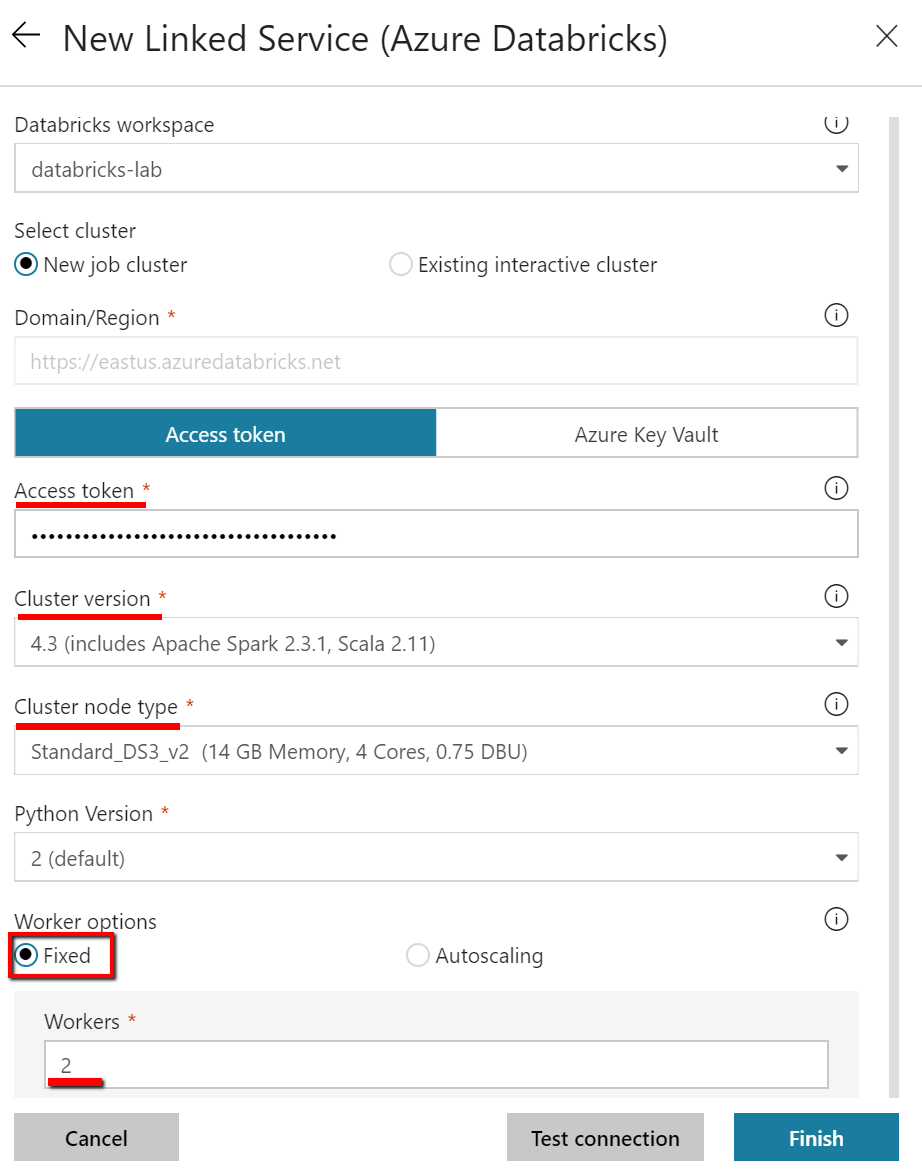 New Linked Service (Azure Databricks)
Databricks workspace
databricks-lab
Select cluster
New job cluster Existing interactive cluster
Domain/Region *
https://eastus.azuredatabricks.net
Access token Azure Key Vault
Access token *
••••••••••••••••••••••••••••••••••••
Cluster version *
4.3 (includes Apache Spark 2.3.1, Scala 2.11)
Cluster node type *
Standard_DS3_v2 (14 GB Memory, 4 Cores, 0.75 DBU)
Python Version *
2 (default)
Worker options
Fixed Autoscaling
Workers *
2
Cancel Test connection Finish